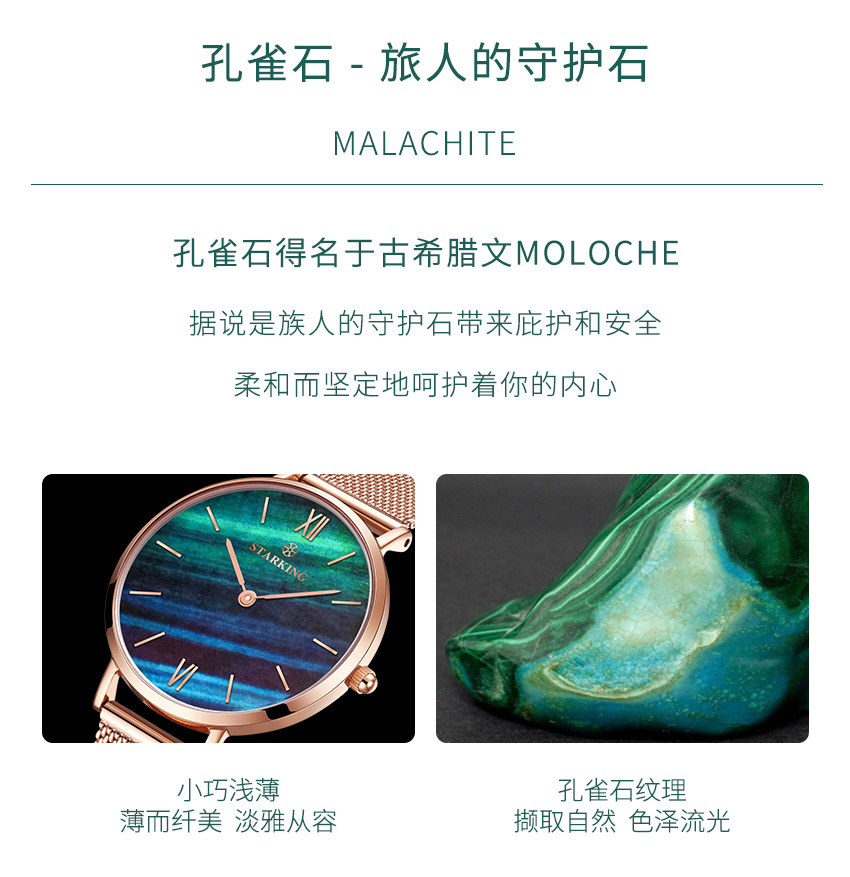 孔雀石 - 旅人的守护石
MALACHITE
孔雀石得名于古希腊文MOLOCHE
据说是族人的守护石带来庇护和安全
柔和而坚定地呵护着你的内心
XII
STARKING
VI
小巧浅薄
薄而纤美 淡雅从容
孔雀石纹理
撷取自然 色泽流光